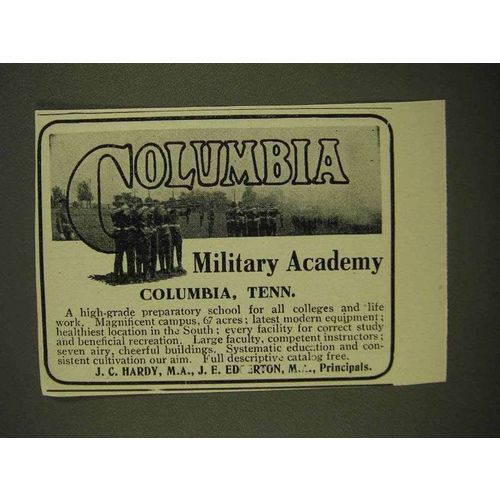 COLUMBIA
Military Academy
COLUMBIA, TENN.
A high-grade preparatory school for all colleges and life
work. Magnificent campus, 67 acres; latest modern equipment;
healthiest location in the South; every facility for correct study
and beneficial recreation. Large faculty, competent instructors;
seven airy, cheerful buildings. Systematic education and con-
sistent cultivation our aim. Full descriptive catalog free.
J. C. HARDY, M.A., J. E. EDGERTON, M.A., Principals.